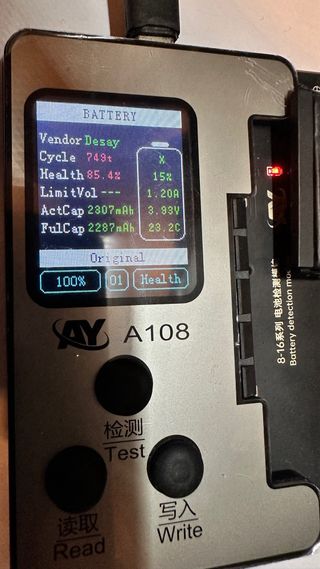 BATTERY
Vendor Desay
Cycle 749t X
Health 85.4% 15%
LimitVol --- 1.20A
ActCap 2307mAh 3.93V
FulCap 2287mAh 23.2C
Original
100% 01 Health
AY A108
检测
Test
读取
Read
写入
Write
8-16系列 电池检测模
Battery detection mo